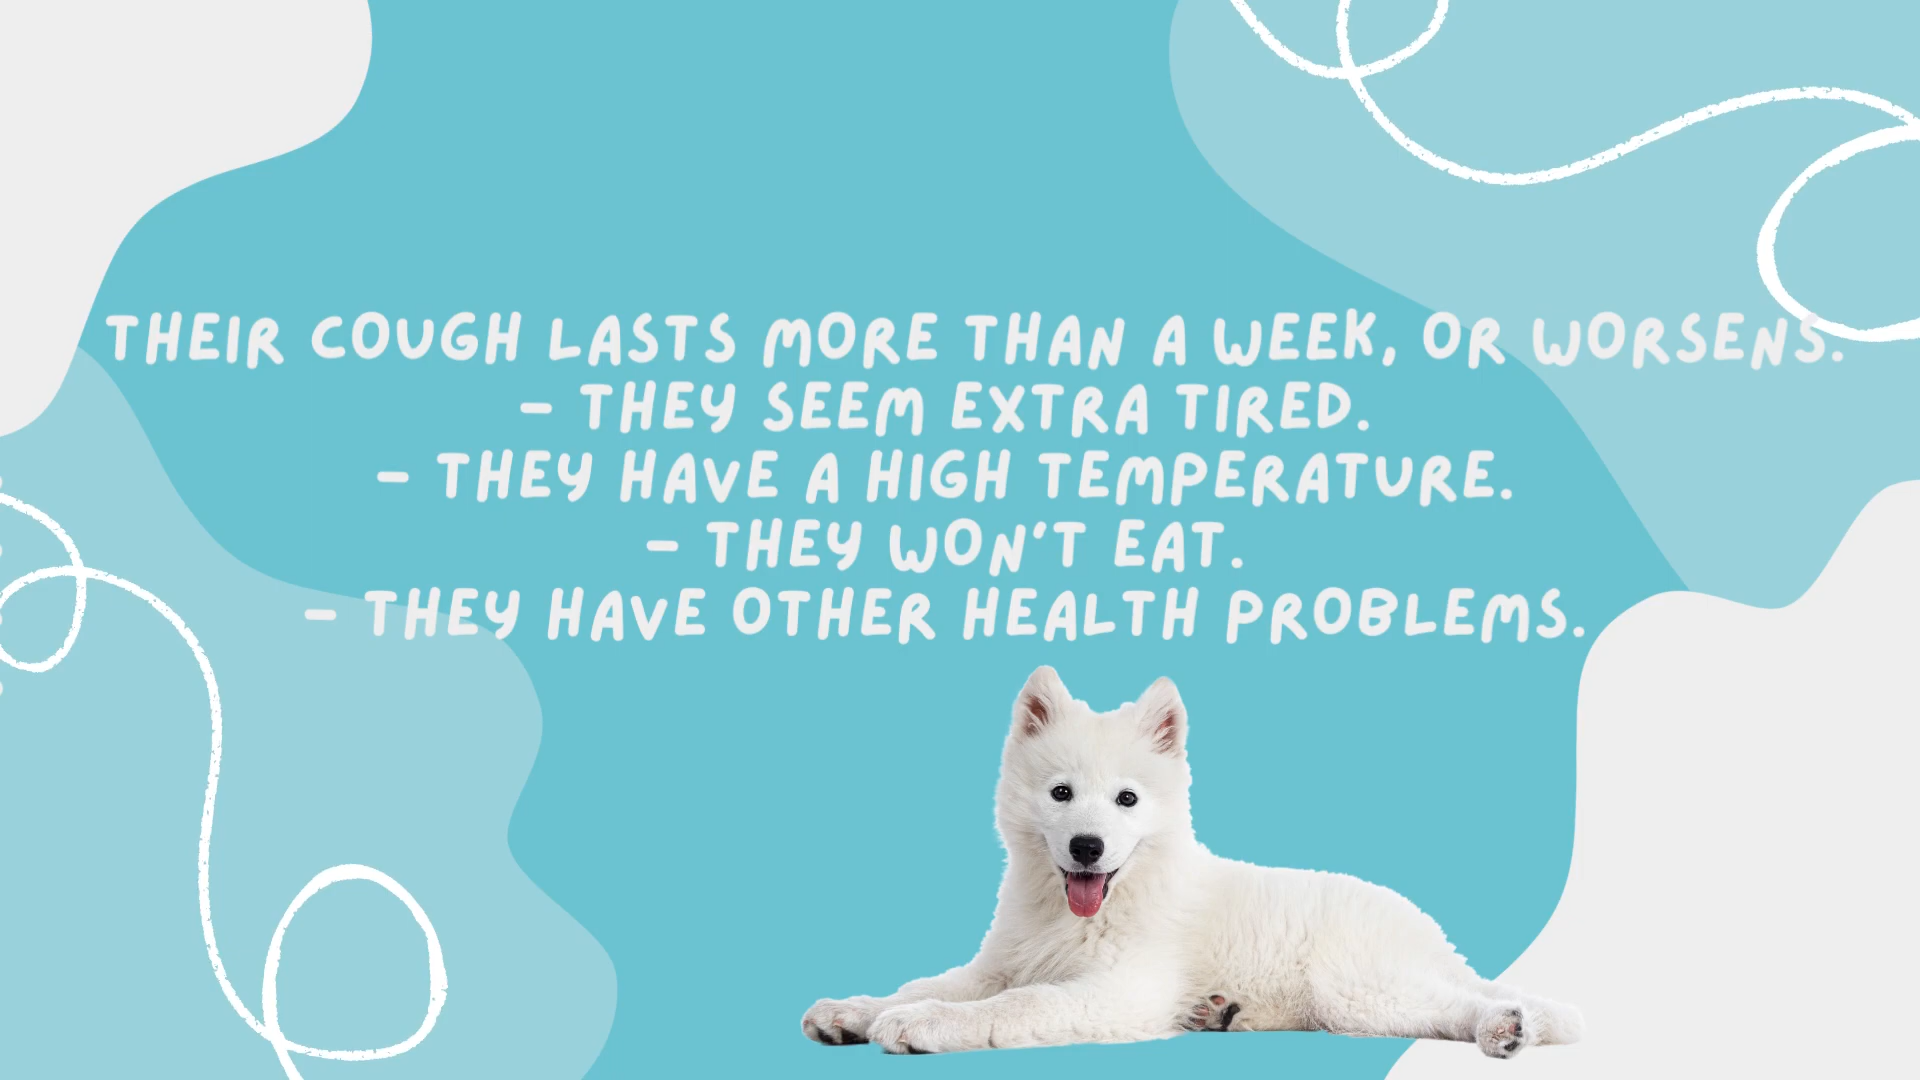 THEIR COUGH LASTS MORE THAN A WEEK, OR WORSENS.
- THEY SEEM EXTRA TIRED.
- THEY HAVE A HIGH TEMPERATURE.
- THEY WON'T EAT.
- THEY HAVE OTHER HEALTH PROBLEMS.